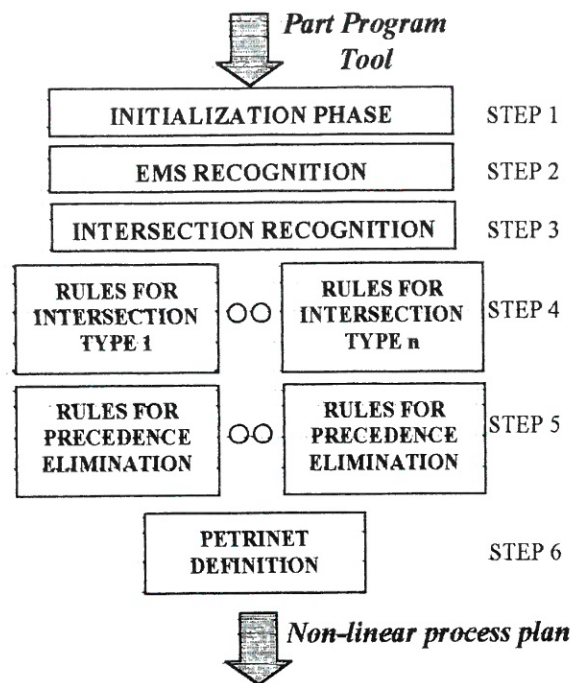 Part Program
Tool
INITIALIZATION PHASE
STEP 1
EMS RECOGNITION
STEP 2
INTERSECTION RECOGNITION
STEP 3
RULES FOR
INTERSECTION
TYPE 1
RULES FOR
INTERSECTION
TYPE n
STEP 4
RULES FOR
PRECEDENCE
ELIMINATION
RULES FOR
PRECEDENCE
ELIMINATION
STEP 5
PETRINET
DEFINITION
STEP 6
Non-linear process plan